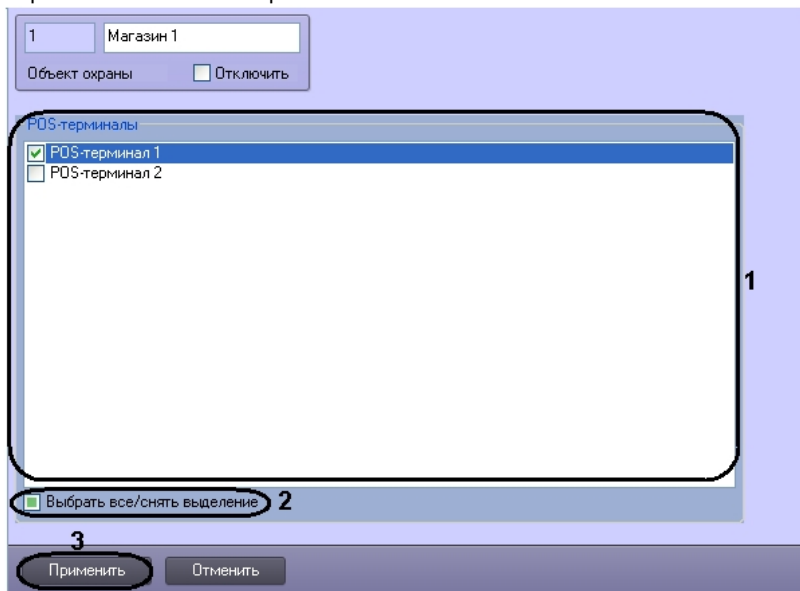 1 Магазин 1
Объект охраны Отключить
POS-терминалы
POS-терминал 1
POS-терминал 2
1
Выбрать все/снять выделение 2
3
Применить Отменить